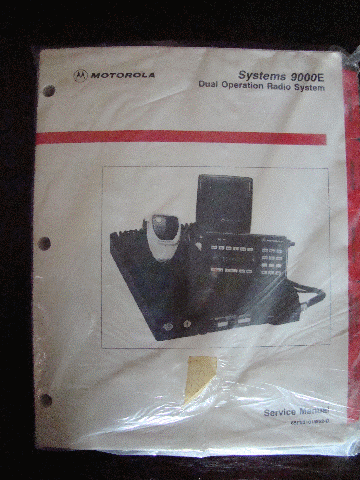 MOTOROLA
Systems 9000E
Dual Operation Radio System
Service Manual